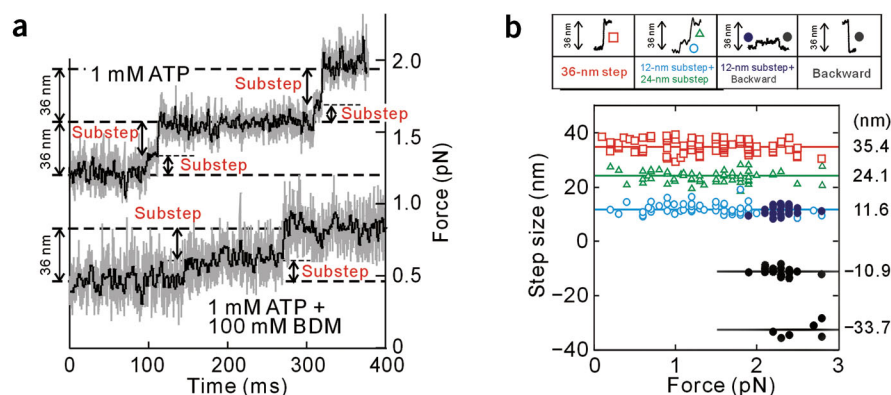 a
1 mM ATP
Substep
36 nm
36 nm
Substep
Substep
Substep
Substep
36 nm
Substep
1 mM ATP +
100 mM BDM
2.0
1.5
1.0
0.5
0
Force (pN)
0
100
200
300
400
Time (ms)
b
36 nm
36 nm
36 nm
36 nm
36-nm step
12-nm substep+
24-nm substep
12-nm substep+
Backward
Backward
(nm)
40
20
0
−20
−40
Step size (nm)
35.4
24.1
11.6
−10.9
−33.7
0
1
2
3
Force (pN)